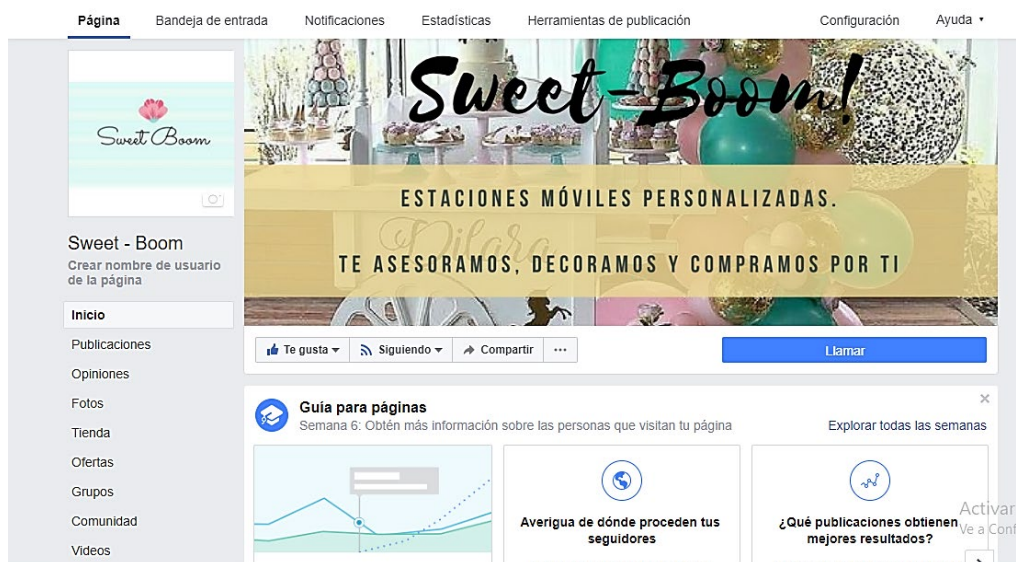 Página Bandeja de entrada Notificaciones Estadísticas Herramientas de publicación Configuración Ayuda
Sweet Boom
Sweet - Boom
Crear nombre de usuario
de la página
Inicio
Publicaciones
Opiniones
Fotos
Tienda
Ofertas
Grupos
Comunidad
Videos
Sweet-Boom!
ESTACIONES MÓVILES PERSONALIZADAS.
Dilara
TE ASESORAMOS, DECORAMOS Y COMPRAMOS POR TI
Te gusta Siguiendo Compartir ... Llamar
Guía para páginas
Semana 6: Obtén más información sobre las personas que visitan tu página Explorar todas las semanas
Averigua de dónde proceden tus
seguidores
¿Qué publicaciones obtienen
mejores resultados?
Activar
Ve a Conf